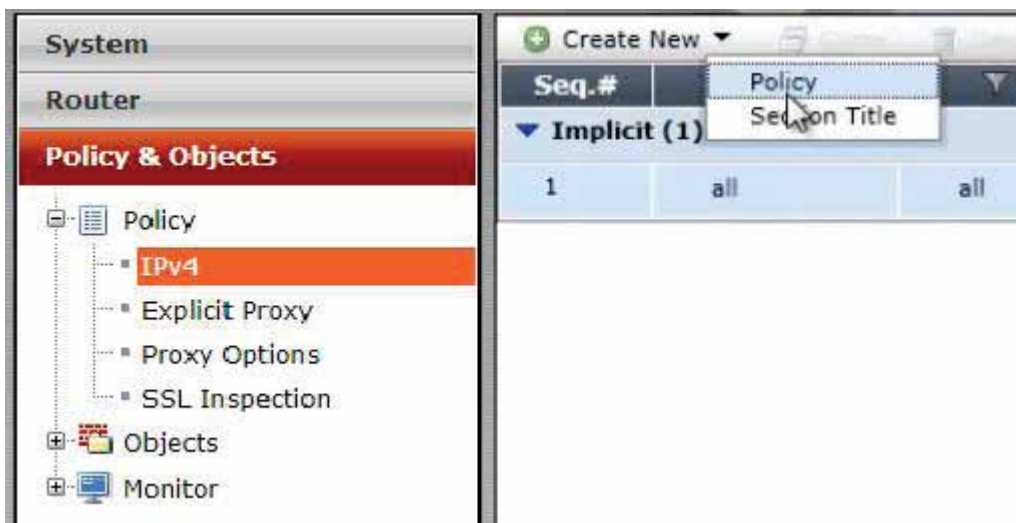 System
Router
Policy & Objects
Policy
IPv4
Explicit Proxy
Proxy Options
SSL Inspection
Objects
Monitor
Create New
Policy
Section Title
Seq.#
Implicit (1)
1 all all